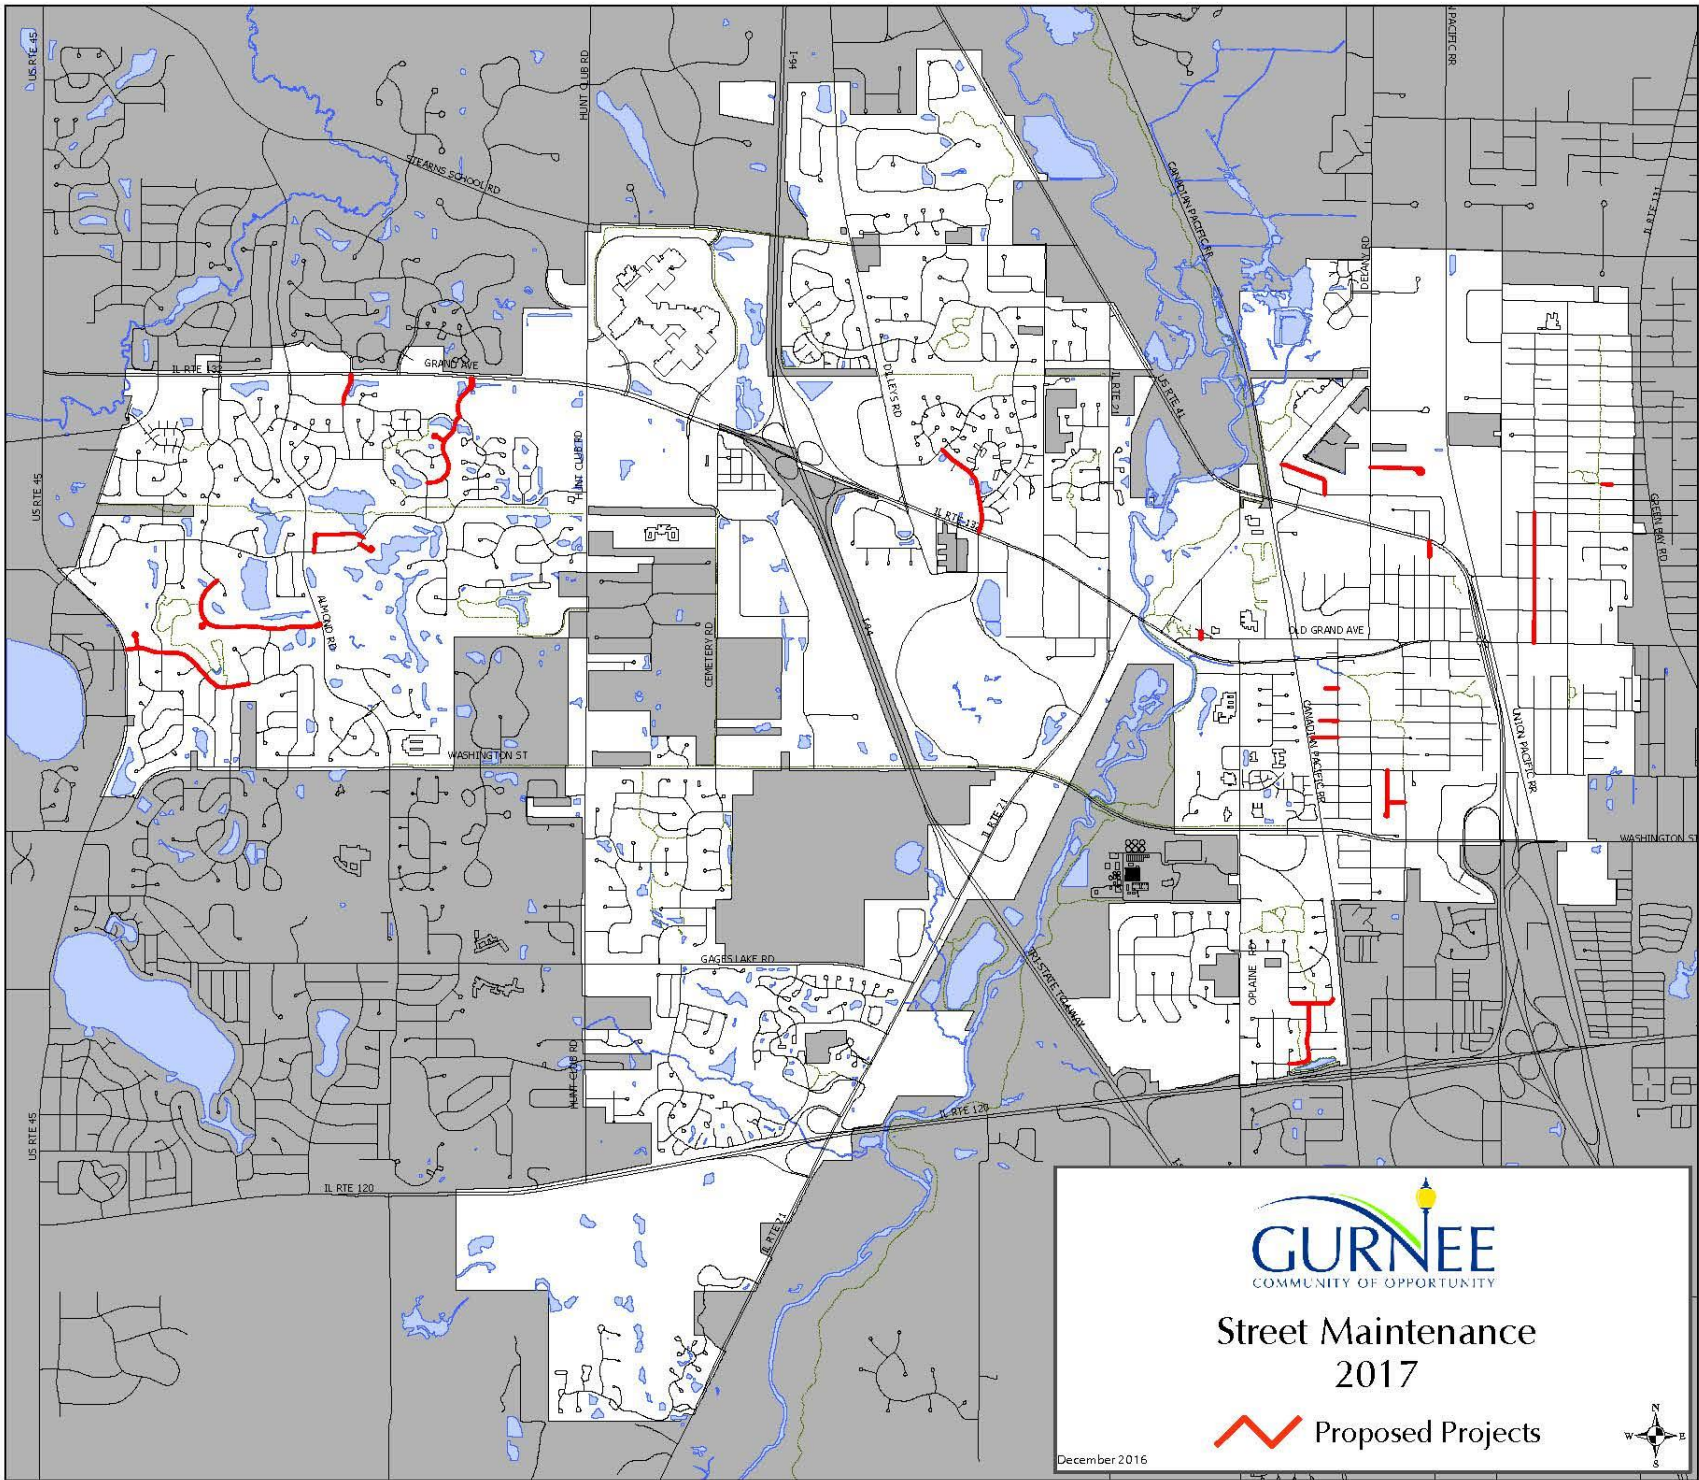 US RTE 45
HUNT CLUB RD
I-94
N PACIFIC RR
STEARNS SCHOOL RD
CANADIAN PACIFIC RR
IL RTE 131
DELANY RD
IL RTE 132
GRAND AVE
DILLEYS RD
IL RTE 21
US RTE 41
HUNT CLUB RD
US RTE 45
IL RTE 132
GREEN BAY RD
ALMOND RD
CEMETERY RD
I-94
OLD GRAND AVE
CANADIAN PACIFIC RR
UNION PACIFIC RR
WASHINGTON ST
IL RTE 21
WASHINGTON ST
GAGES LAKE RD
TRI-STATE TOLLWAY
OPLAINE RD
HUNT CLUB RD
US RTE 45
IL RTE 120
IL RTE 120
IL RTE 21
GURNEE
COMMUNITY OF OPPORTUNITY
Street Maintenance
2017
Proposed Projects
N
W E
S
December 2016